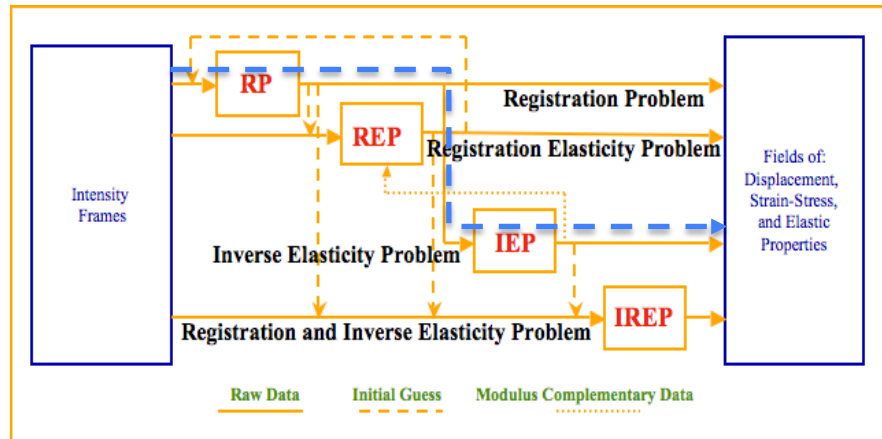 RP
Registration Problem
REP
Registration Elasticity Problem
Intensity
Frames
Fields of:
Displacement,
Strain-Stress,
and Elastic
Properties
IEP
Inverse Elasticity Problem
IREP
Registration and Inverse Elasticity Problem
Raw Data
Initial Guess
Modulus Complementary Data